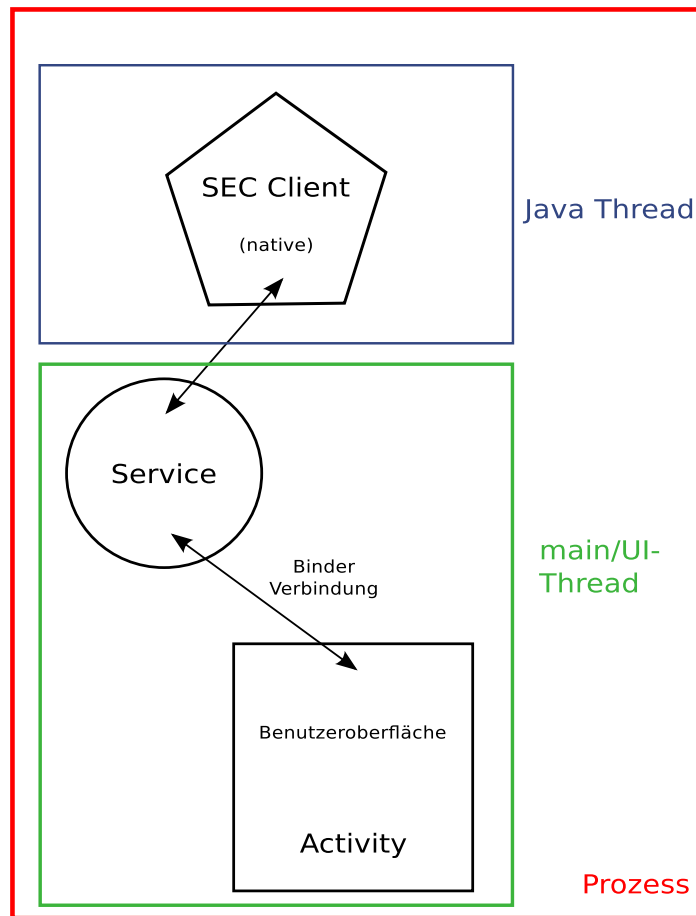 SEC Client
(native)
Java Thread
Service
Binder
Verbindung
main/UI-
Thread
Benutzeroberfläche
Activity
Prozess